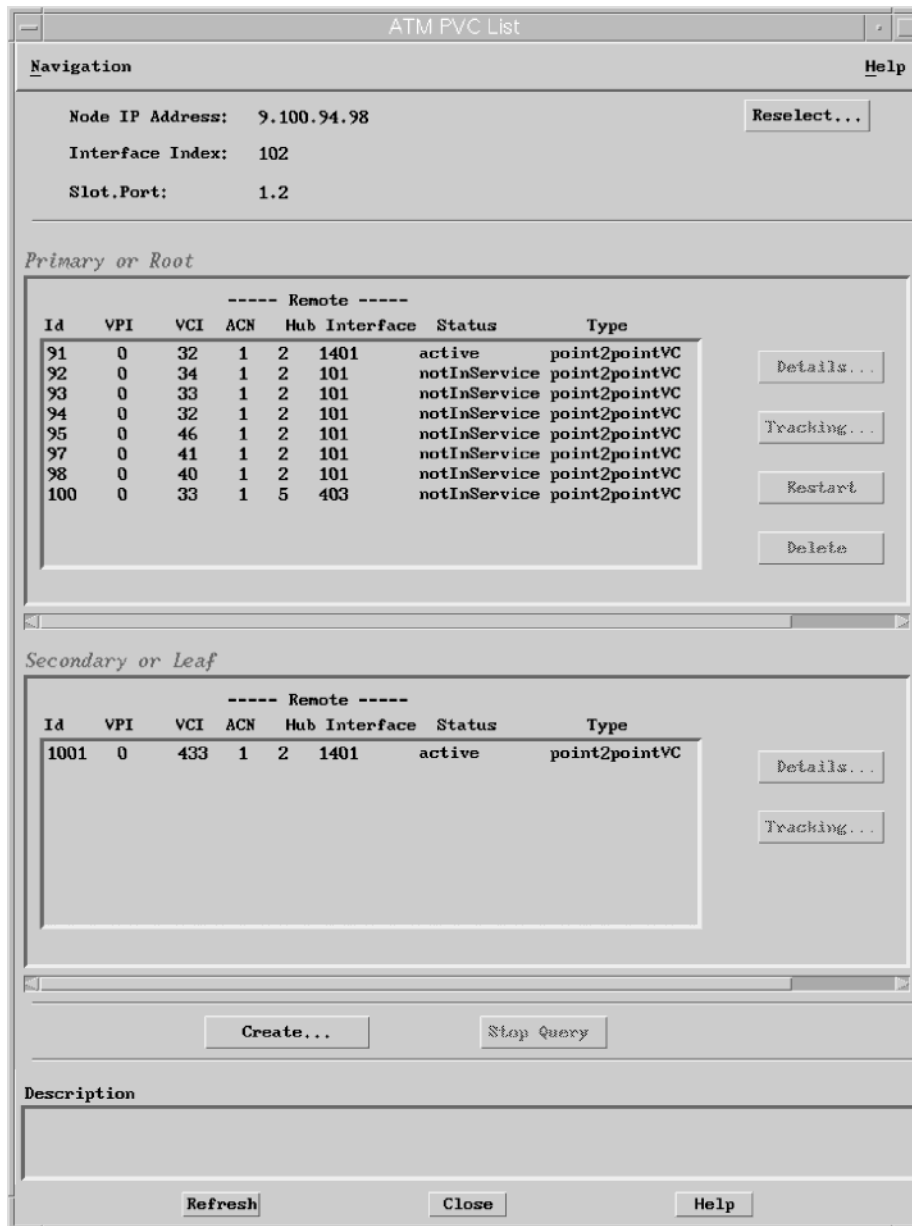 ATM PVC List
Navigation Help
Node IP Address: 9.100.94.98 Reselect...
Interface Index: 102
Slot.Port: 1.2
Primary or Root
----- Remote -----
Id VPI VCI ACN Hub Interface Status Type
91 0 32 1 2 1401 active point2pointVC
92 0 34 1 2 101 notInService point2pointVC
93 0 33 1 2 101 notInService point2pointVC
94 0 32 1 2 101 notInService point2pointVC
95 0 46 1 2 101 notInService point2pointVC
97 0 41 1 2 101 notInService point2pointVC
98 0 40 1 2 101 notInService point2pointVC
100 0 33 1 5 403 notInService point2pointVC
Details...
Tracking...
Restart
Delete
Secondary or Leaf
----- Remote -----
Id VPI VCI ACN Hub Interface Status Type
1001 0 433 1 2 1401 active point2pointVC
Details...
Tracking...
Create... Stop Query
Description
Refresh Close Help